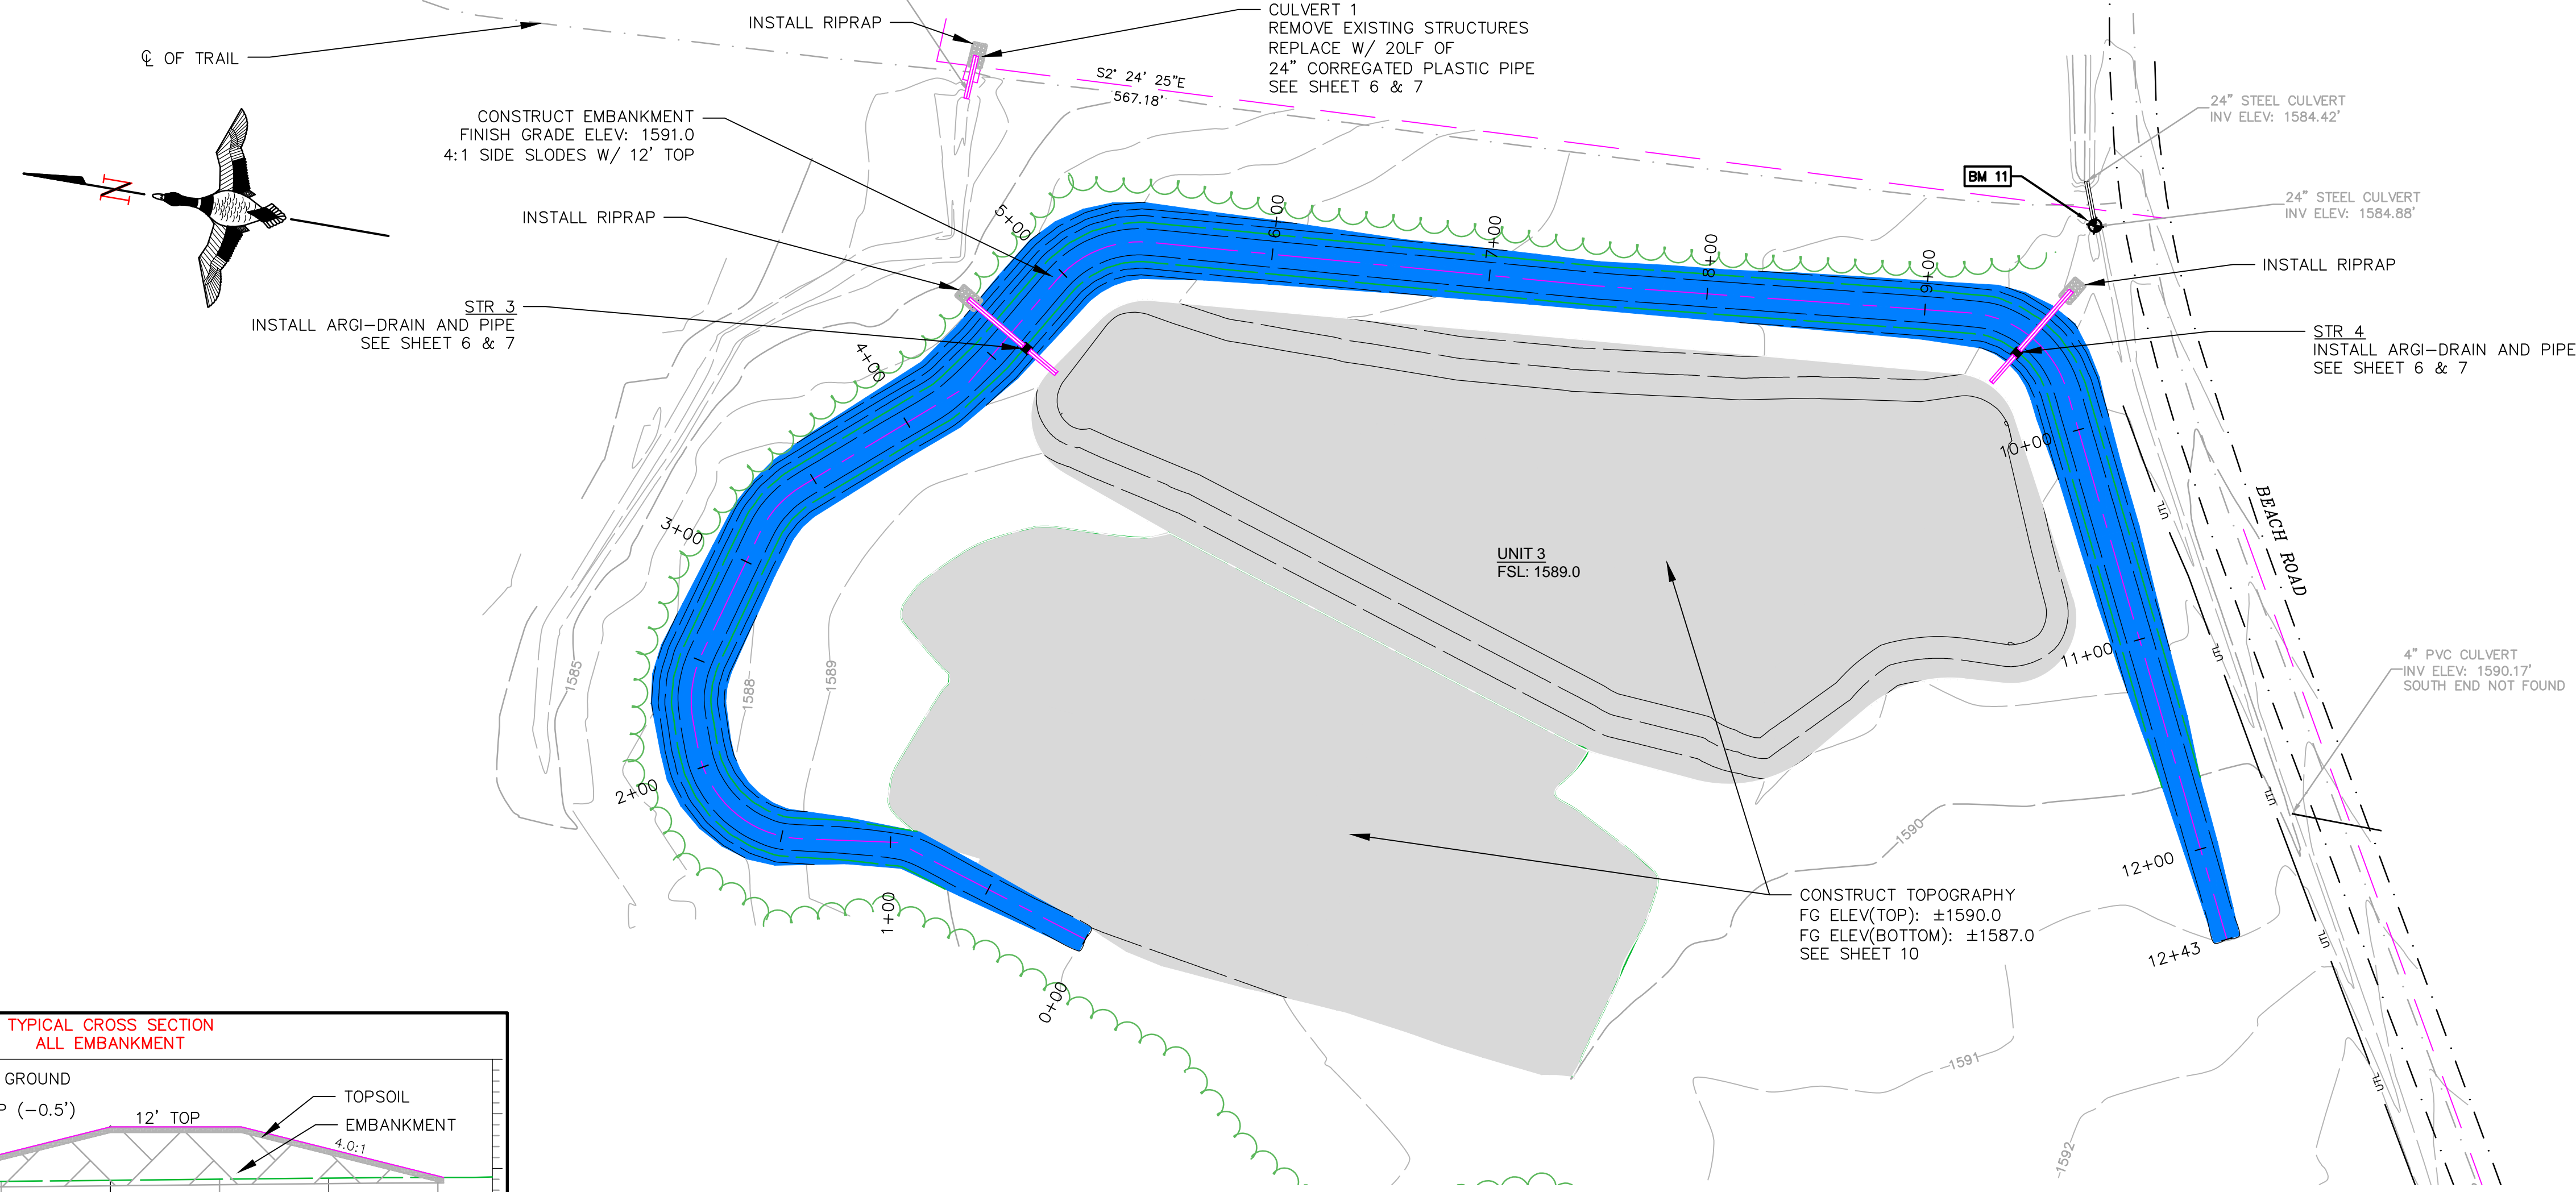 INSTALL RIPRAP
℄ OF TRAIL
CULVERT 1
REMOVE EXISTING STRUCTURES
REPLACE W/ 20LF OF
24" CORREGATED PLASTIC PIPE
SEE SHEET 6 & 7
S2° 24' 25"E
567.18'
24" STEEL CULVERT
INV ELEV: 1584.42'
CONSTRUCT EMBANKMENT
FINISH GRADE ELEV: 1591.0
4:1 SIDE SLODES W/ 12' TOP
N
BM 11
24" STEEL CULVERT
INV ELEV: 1584.88'
INSTALL RIPRAP
5+00
6+00
7+00
8+00
9+00
INSTALL RIPRAP
STR 3
INSTALL ARGI-DRAIN AND PIPE
SEE SHEET 6 & 7
STR 4
INSTALL ARGI-DRAIN AND PIPE
SEE SHEET 6 & 7
4+00
10+00
3+00
UTL
BEACH ROAD
UNIT 3
FSL: 1589.0
1585
1588
1589
11+00
UTL
4" PVC CULVERT
INV ELEV: 1590.17'
SOUTH END NOT FOUND
2+00
UTL
1590
12+00
1+00
CONSTRUCT TOPOGRAPHY
FG ELEV(TOP): ±1590.0
FG ELEV(BOTTOM): ±1587.0
SEE SHEET 10
UTL
12+43
0+00
1591
UTL
1592
TYPICAL CROSS SECTION
ALL EMBANKMENT
GROUND
P (-0.5')
12' TOP
TOPSOIL
EMBANKMENT
4.0:1